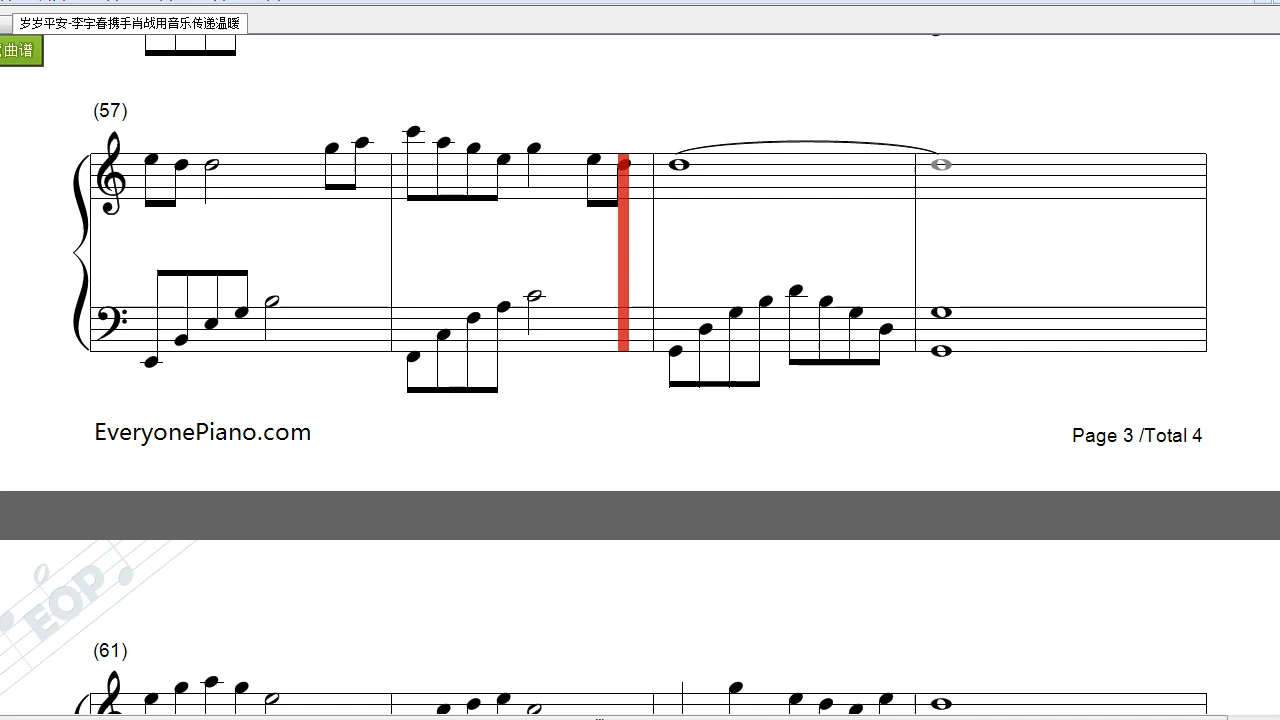 岁岁平安-李宇春携手肖战用音乐传递温暖
曲谱
(57)
EveryonePiano.com
Page 3 /Total 4
EOP
(61)